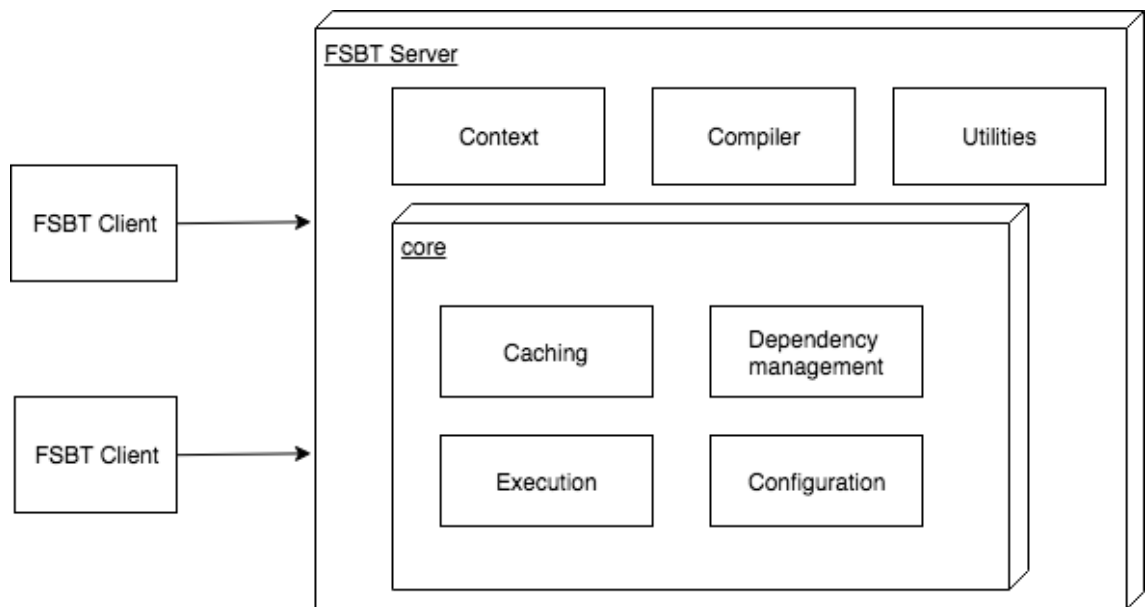 FSBT Server
Context
Compiler
Utilities
FSBT Client
core
Caching
Dependency
management
FSBT Client
Execution
Configuration